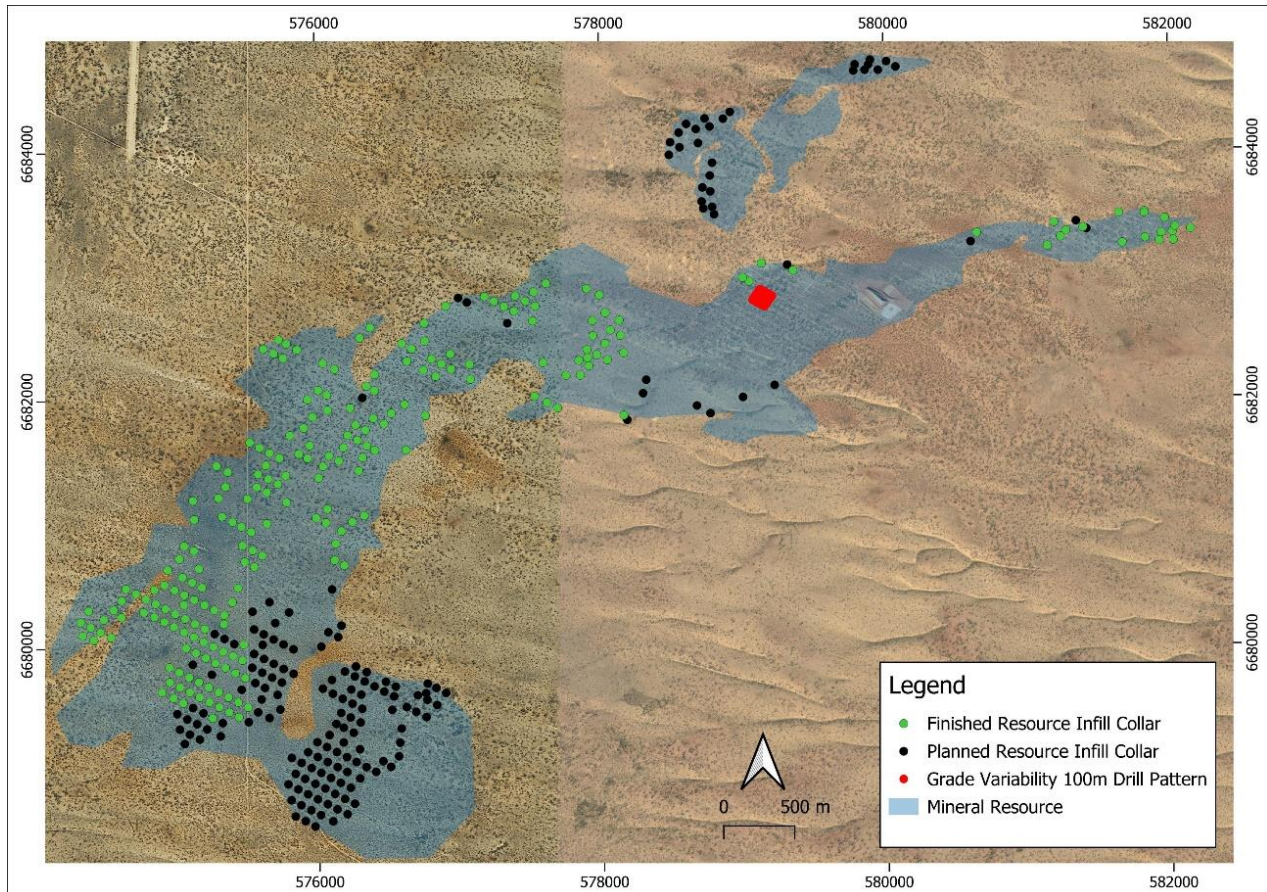 576000
578000
580000
582000
6684000
6684000
6682000
6682000
6680000
6680000
Legend
Finished Resource Infill Collar
Planned Resource Infill Collar
Grade Variability 100m Drill Pattern
Mineral Resource
0
500 m
576000
578000
580000
582000